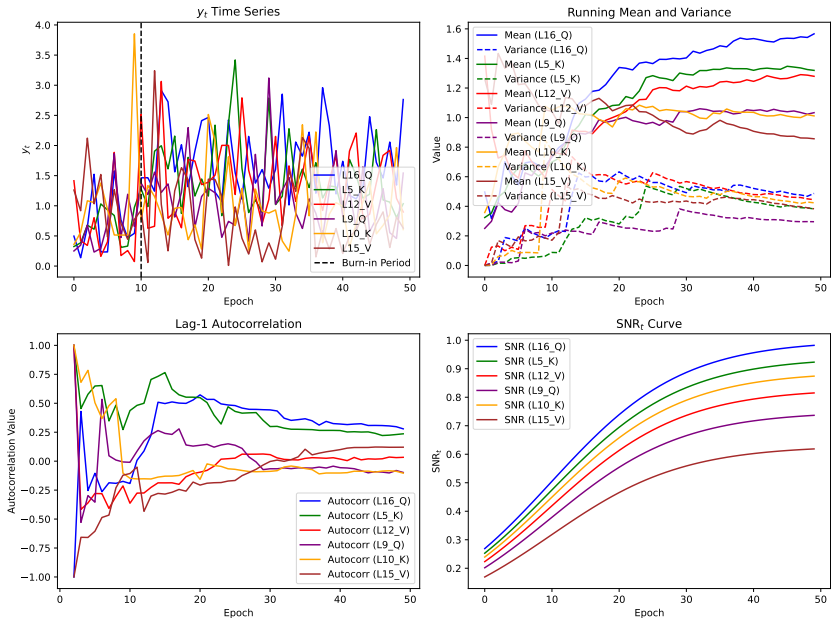 y_t Time Series
4.0
3.5
3.0
2.5
2.0
1.5
1.0
0.5
0.0
y_t
0 10 20 30 40 50
Epoch
L16_Q
L5_K
L12_V
L9_Q
L10_K
L15_V
Burn-in Period
Running Mean and Variance
1.6
1.4
1.2
1.0
0.8
0.6
0.4
0.2
0.0
Value
0 10 20 30 40 50
Epoch
Mean (L16_Q)
Variance (L16_Q)
Mean (L5_K)
Variance (L5_K)
Mean (L12_V)
Variance (L12_V)
Mean (L9_Q)
Variance (L9_Q)
Mean (L10_K)
Variance (L10_K)
Mean (L15_V)
Variance (L15_V)
Lag-1 Autocorrelation
1.00
0.75
0.50
0.25
0.00
−0.25
−0.50
−0.75
−1.00
Autocorrelation Value
0 10 20 30 40 50
Epoch
Autocorr (L16_Q)
Autocorr (L5_K)
Autocorr (L12_V)
Autocorr (L9_Q)
Autocorr (L10_K)
Autocorr (L15_V)
SNR_t Curve
1.0
0.9
0.8
0.7
0.6
0.5
0.4
0.3
0.2
SNR_t
0 10 20 30 40 50
Epoch
SNR (L16_Q)
SNR (L5_K)
SNR (L12_V)
SNR (L9_Q)
SNR (L10_K)
SNR (L15_V)